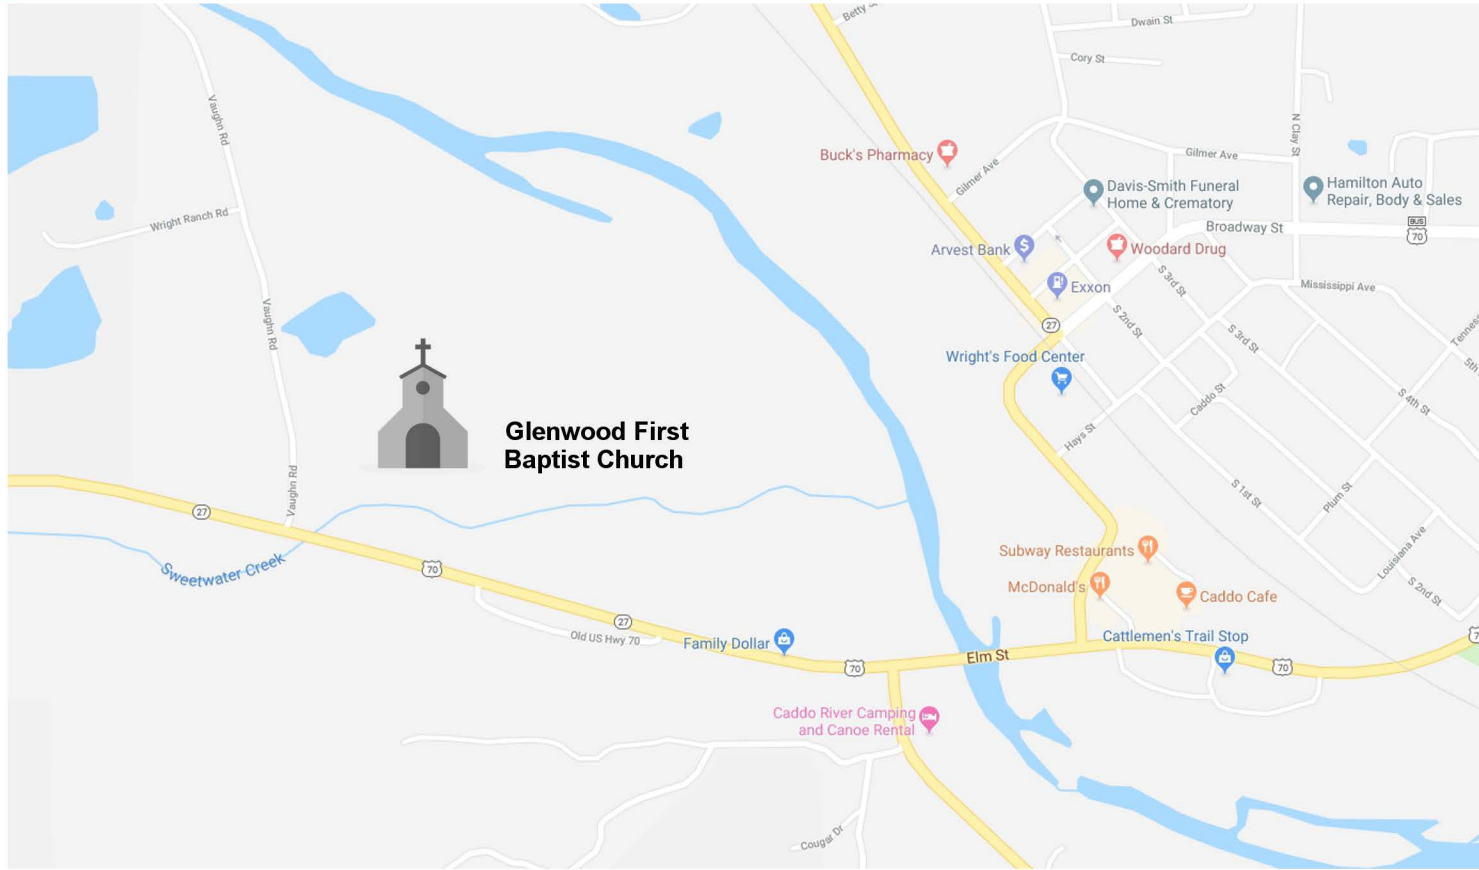 Betty
Dwain St
Cory St
Vaughn Rd
N Clay St
Buck's Pharmacy
Gilmer Ave
Gilmer Ave
Davis-Smith Funeral
Home & Crematory
Hamilton Auto
Repair, Body & Sales
Wright Ranch Rd
Broadway St
BUS
70
Arvest Bank
Woodard Drug
Exxon
S 3rd St
Mississippi Ave
Vaughn Rd
27
S 2nd St
S 3rd St
Wright's Food Center
5th
Caddo St
S 4th St
Glenwood First
Baptist Church
Hays St
Vaughn Rd
S 1st St
Plum St
27
Subway Restaurants
Louisiana Ave
Sweetwater Creek
70
McDonald's
Caddo Cafe
S 2nd St
27
Old US Hwy 70
Family Dollar
Cattlemen's Trail Stop
Elm St
70
70
Caddo River Camping
and Canoe Rental
Cougar Dr